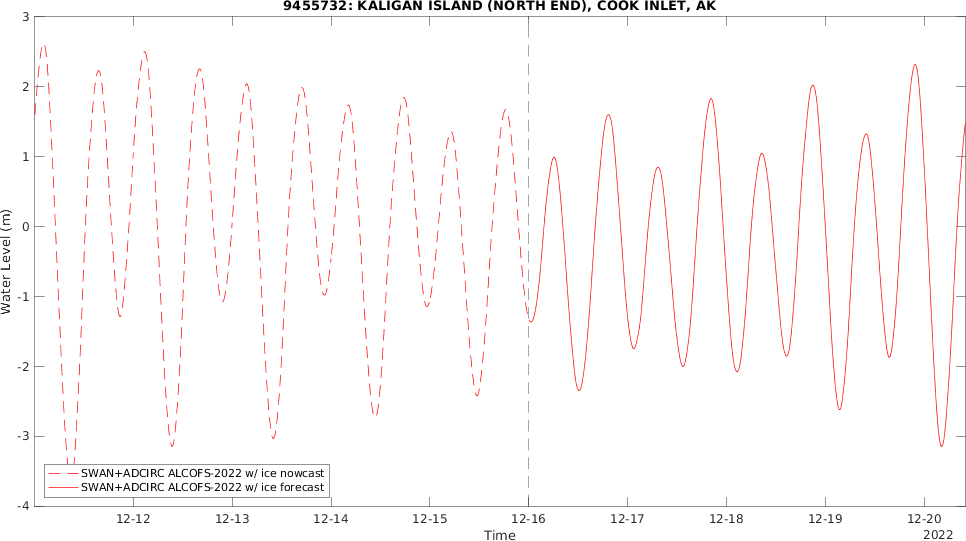 9455732: KALIGAN ISLAND (NORTH END), COOK INLET, AK
3
2
1
0
-1
-2
-3
-4
Water Level (m)
SWAN+ADCIRC ALCOFS-2022 w/ ice nowcast
SWAN+ADCIRC ALCOFS-2022 w/ ice forecast
12-12 12-13 12-14 12-15 12-16 12-17 12-18 12-19 12-20
Time
2022